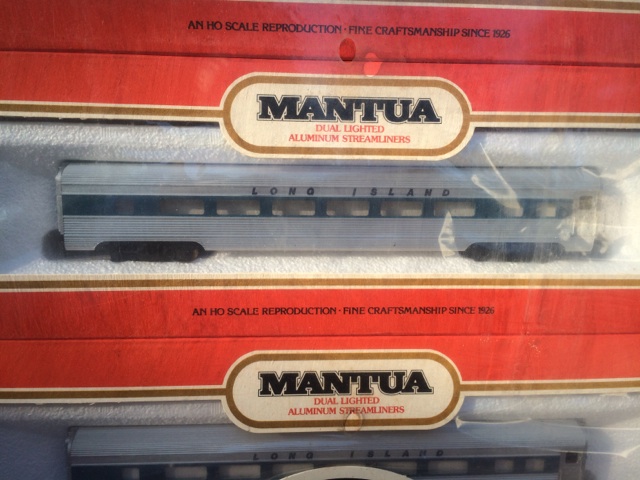 AN HO SCALE REPRODUCTION · FINE CRAFTSMANSHIP SINCE 1926
MANTUA
DUAL LIGHTED
ALUMINUM STREAMLINERS
LONG ISLAND
AN HO SCALE REPRODUCTION · FINE CRAFTSMANSHIP SINCE 1926
MANTUA
DUAL LIGHTED
ALUMINUM STREAMLINERS
LONG ISLAND